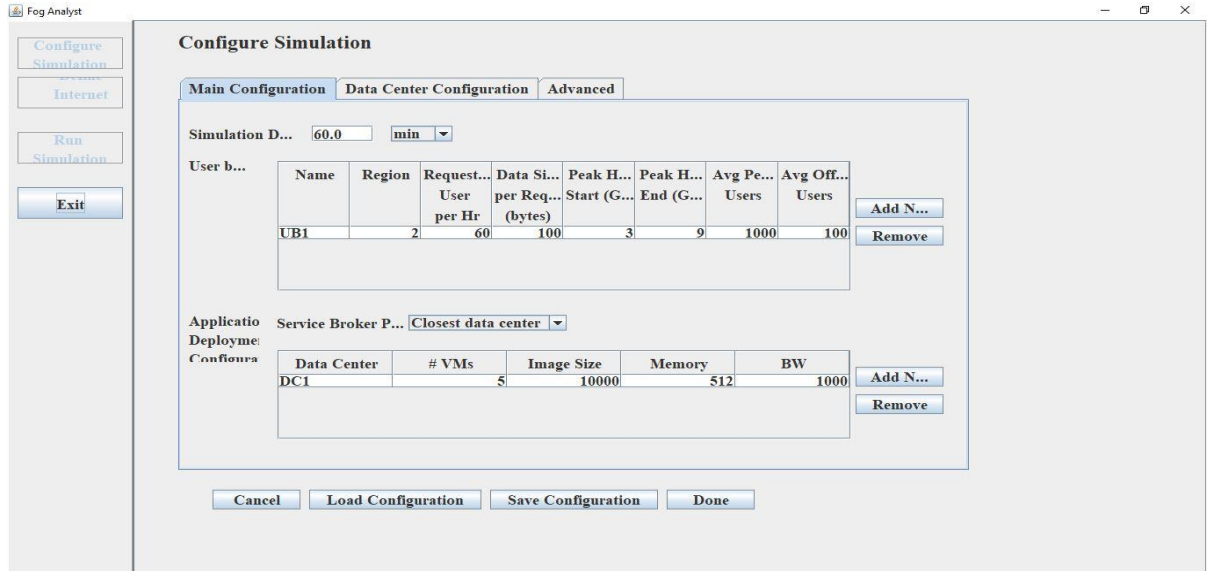 Fog Analyst
Configure
Simulation
Internet
Run
Simulation
Exit
Configure Simulation
Main Configuration Data Center Configuration Advanced
Simulation D... 60.0 min
User b...
Name Region Request... Data Si... Peak H... Peak H... Avg Pe... Avg Off...
User per Req... Start (G... End (G... Users Users
per Hr (bytes)
UB1 2 60 100 3 9 1000 100
Add N...
Remove
Applicatio Service Broker P... Closest data center
Deployme
Configura
Data Center # VMs Image Size Memory BW
DC1 5 10000 512 1000
Add N...
Remove
Cancel Load Configuration Save Configuration Done